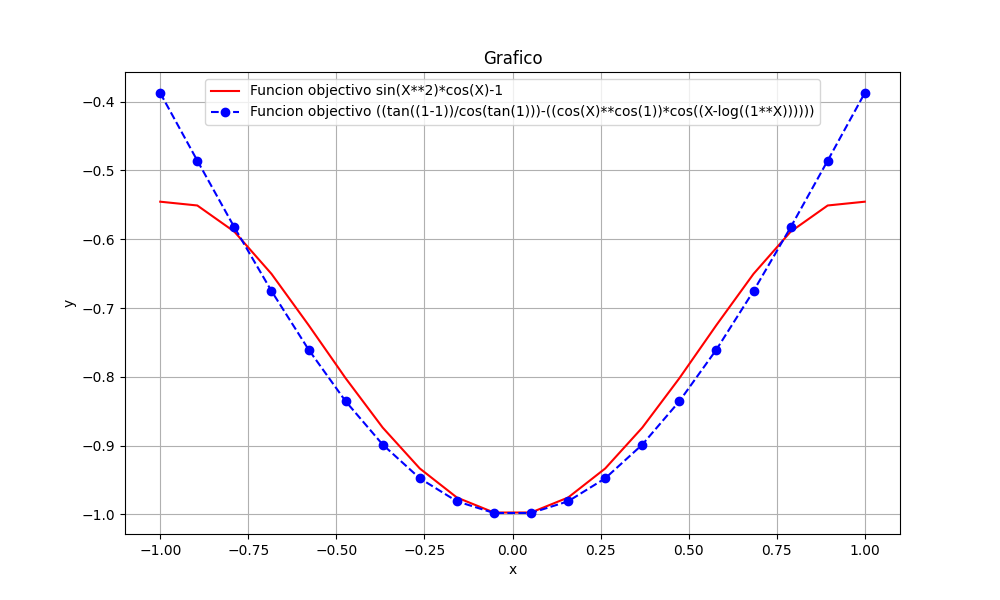 Grafico
Funcion objectivo sin(X**2)*cos(X)-1
Funcion objectivo ((tan((1-1))/cos(tan(1)))-((cos(X)**cos(1))*cos((X-log((1**X))))))
y
−0.4
−0.5
−0.6
−0.7
−0.8
−0.9
−1.0
−1.00 −0.75 −0.50 −0.25 0.00 0.25 0.50 0.75 1.00
x